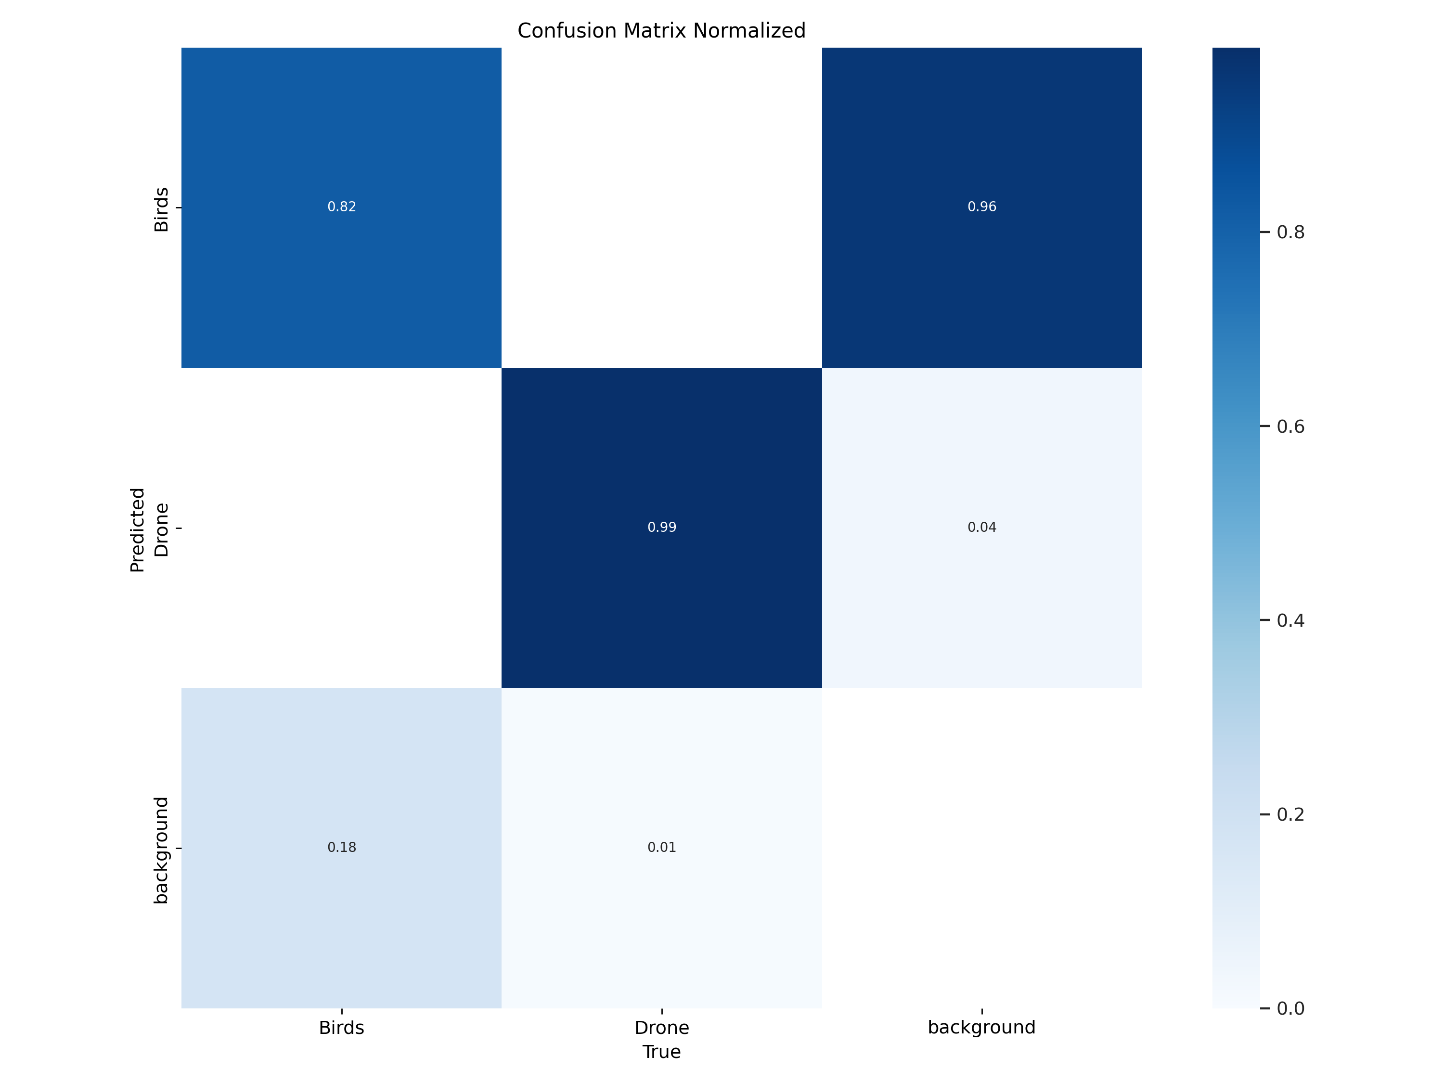 Confusion Matrix Normalized
Birds
0.82
0.96
0.8
0.6
Predicted
Drone
0.99
0.04
0.4
background
0.18
0.01
0.2
0.0
Birds
Drone
background
True